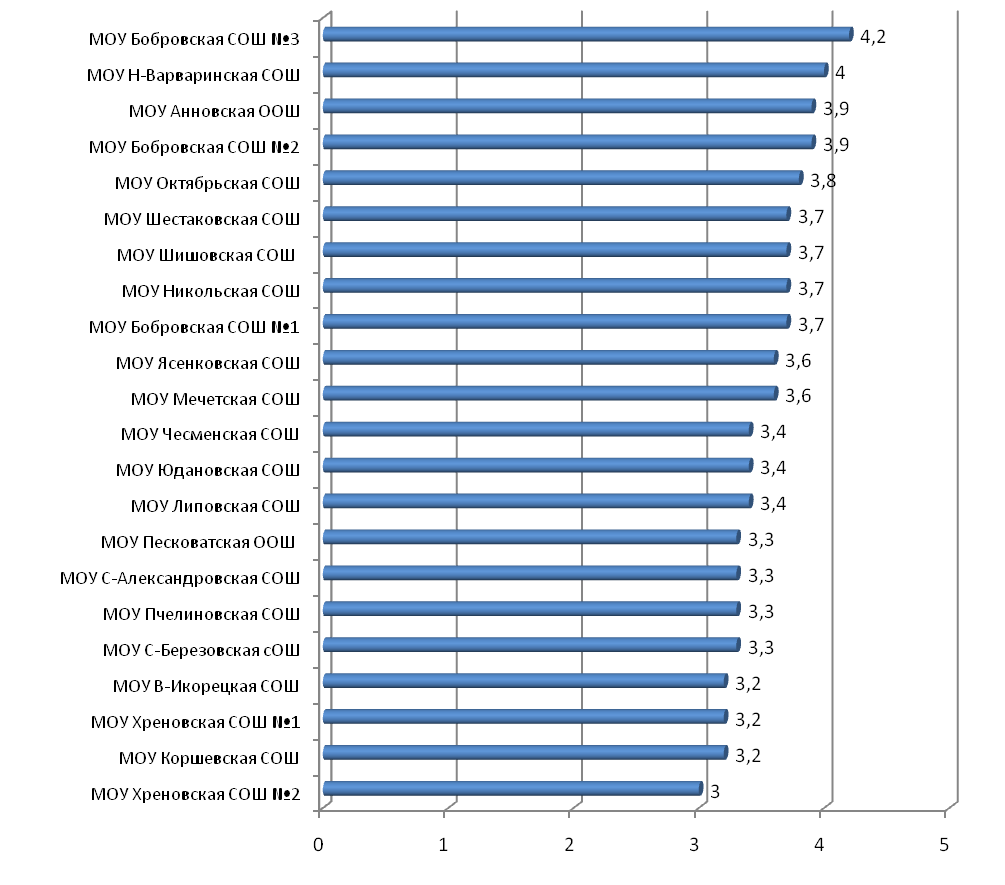 МОУ Бобровская СОШ №3 4,2
МОУ Н-Варваринская СОШ 4
МОУ Анновская ООШ 3,9
МОУ Бобровская СОШ №2 3,9
МОУ Октябрьская СОШ 3,8
МОУ Шестаковская СОШ 3,7
МОУ Шишовская СОШ 3,7
МОУ Никольская СОШ 3,7
МОУ Бобровская СОШ №1 3,7
МОУ Ясенковская СОШ 3,6
МОУ Мечетская СОШ 3,6
МОУ Чесменская СОШ 3,4
МОУ Юдановская СОШ 3,4
МОУ Липовская СОШ 3,4
МОУ Песковатская ООШ 3,3
МОУ С-Александровская СОШ 3,3
МОУ Пчелиновская СОШ 3,3
МОУ С-Березовская сОШ 3,3
МОУ В-Икорецкая СОШ 3,2
МОУ Хреновская СОШ №1 3,2
МОУ Коршевская СОШ 3,2
МОУ Хреновская СОШ №2 3
0 1 2 3 4 5